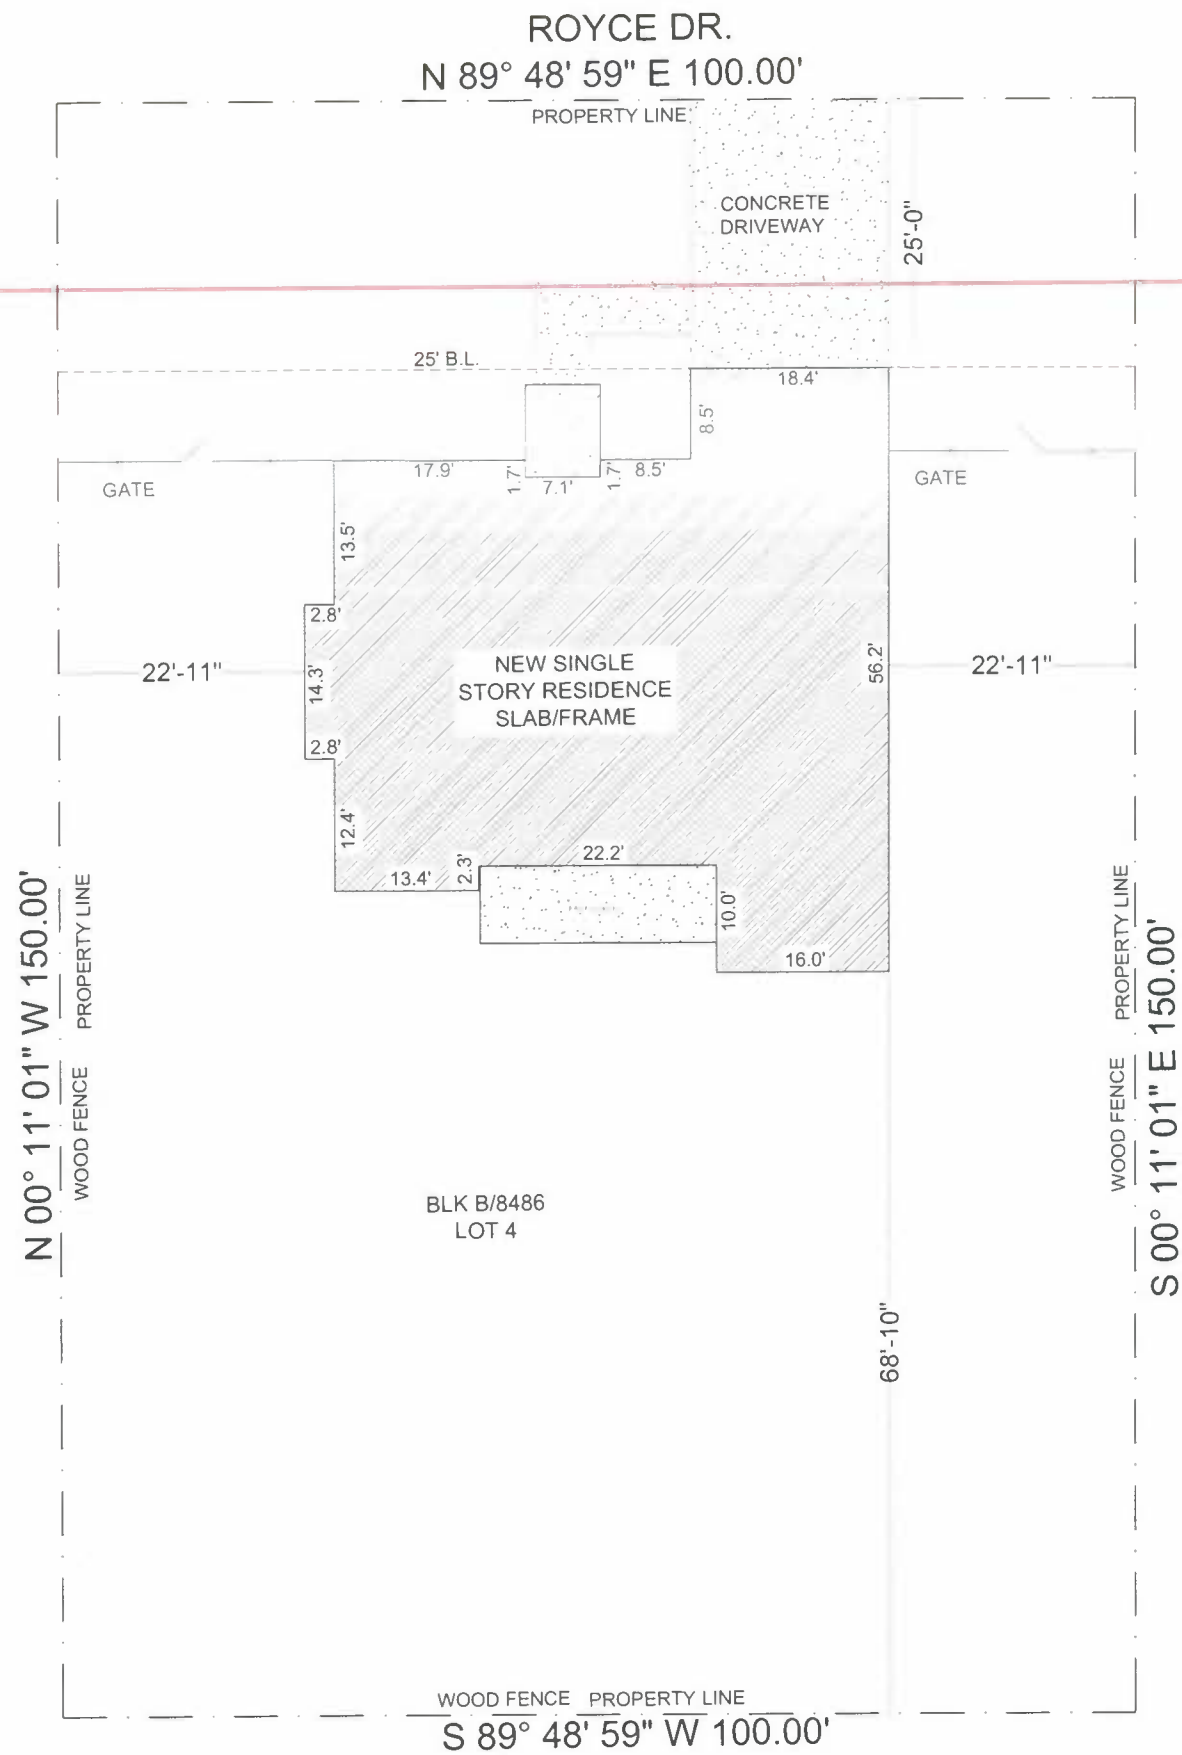 ROYCE DR.
N 89° 48' 59" E 100.00'
PROPERTY LINE
CONCRETE
DRIVEWAY
25'-0"
25' B.L.
18.4'
8.5'
17.9'
1.7'
7.1'
1.7'
8.5'
GATE
GATE
13.5'
2.8'
14.3'
2.8'
22'-11"
NEW SINGLE
STORY RESIDENCE
SLAB/FRAME
56.2'
22'-11"
12.4'
13.4'
2.3'
22.2'
10.0'
16.0'
N 00° 11' 01" W 150.00'
WOOD FENCE PROPERTY LINE
WOOD FENCE PROPERTY LINE
S 00° 11' 01" E 150.00'
BLK B/8486
LOT 4
68'-10"
WOOD FENCE PROPERTY LINE
S 89° 48' 59" W 100.00'